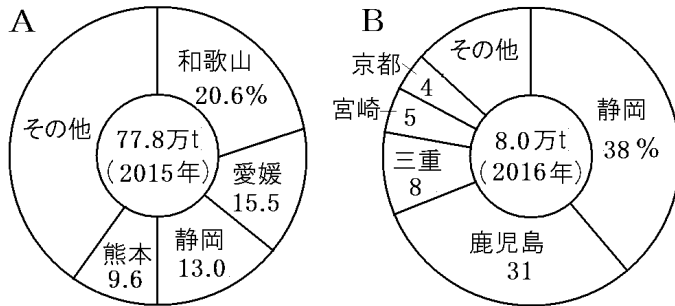 A
和歌山
20.6%
愛媛
15.5
静岡
13.0
熊本
9.6
その他
77.8万t
(2015年)
B
静岡
38%
鹿児島
31
三重
8
宮崎
5
京都
4
その他
8.0万t
(2016年)